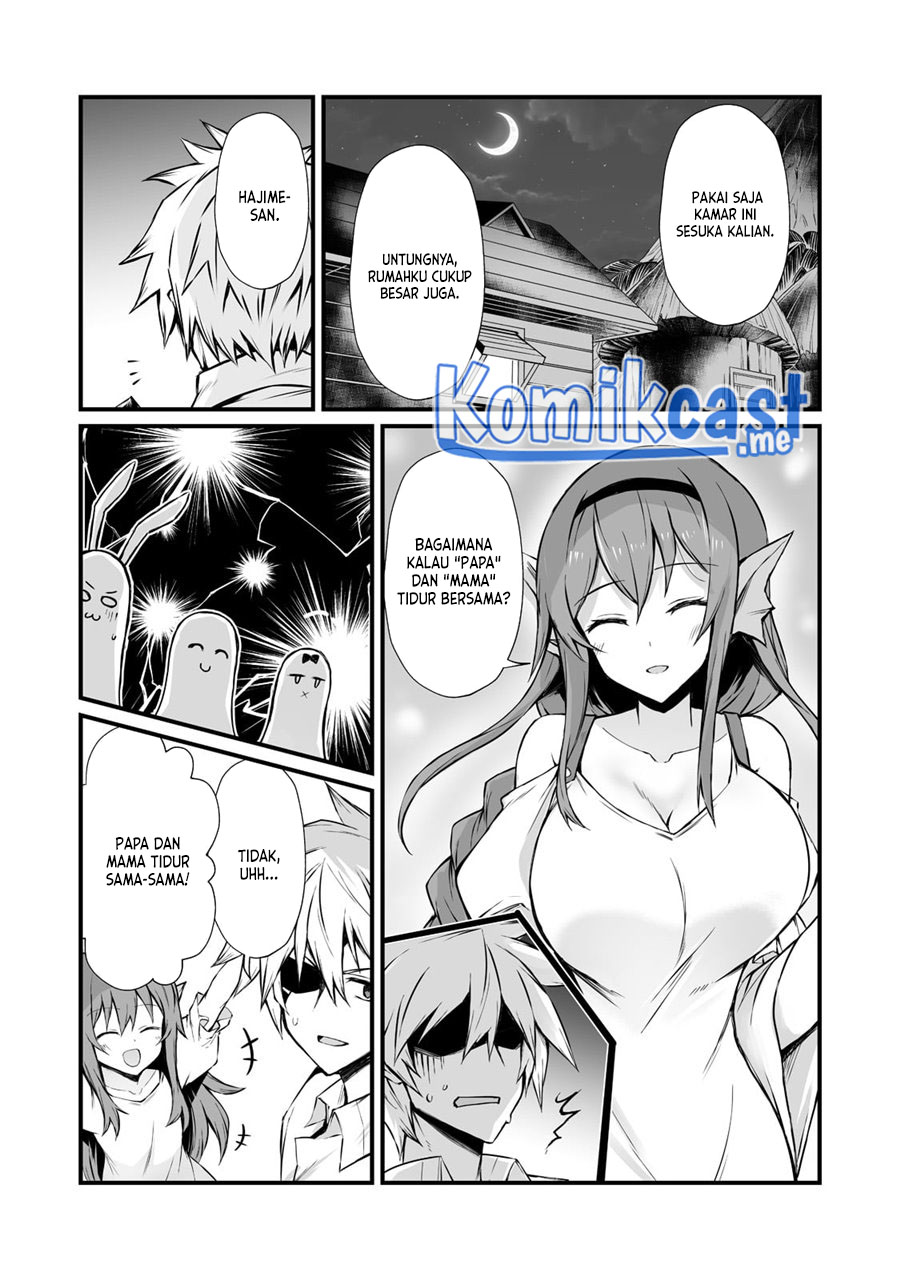 PAKAI SAJA
KAMAR INI
SESUKA KALIAN.
UNTUNGNYA,
RUMAHKU CUKUP
BESAR JUGA.
HAJIME-
SAN.
Komikcast
.me
BAGAIMANA
KALAU "PAPA"
DAN "MAMA"
TIDUR BERSAMA?
TIDAK,
UHH...
PAPA DAN
MAMA TIDUR
SAMA-SAMA!